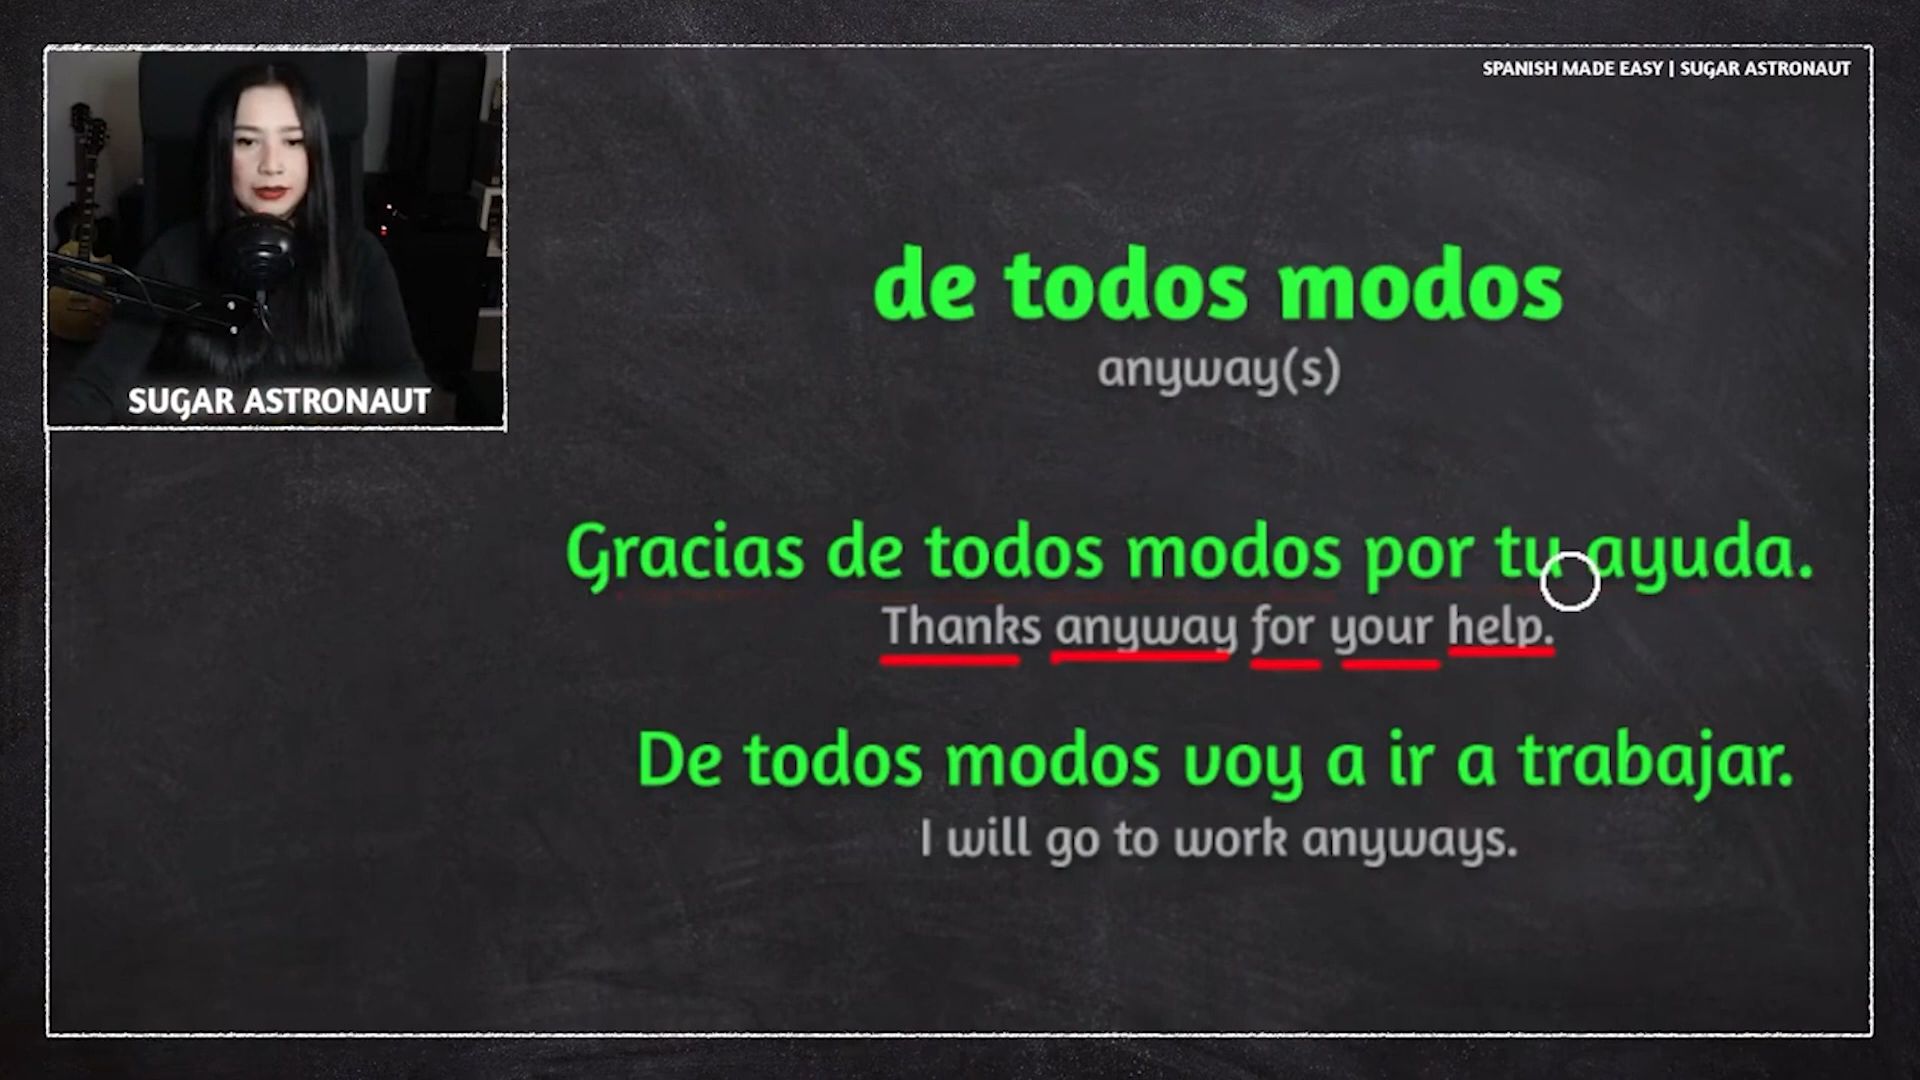 SPANISH MADE EASY | SUGAR ASTRONAUT
SUGAR ASTRONAUT
de todos modos
anyway(s)
Gracias de todos modos por tu ayuda.
Thanks anyway for your help.
De todos modos voy a ir a trabajar.
I will go to work anyways.